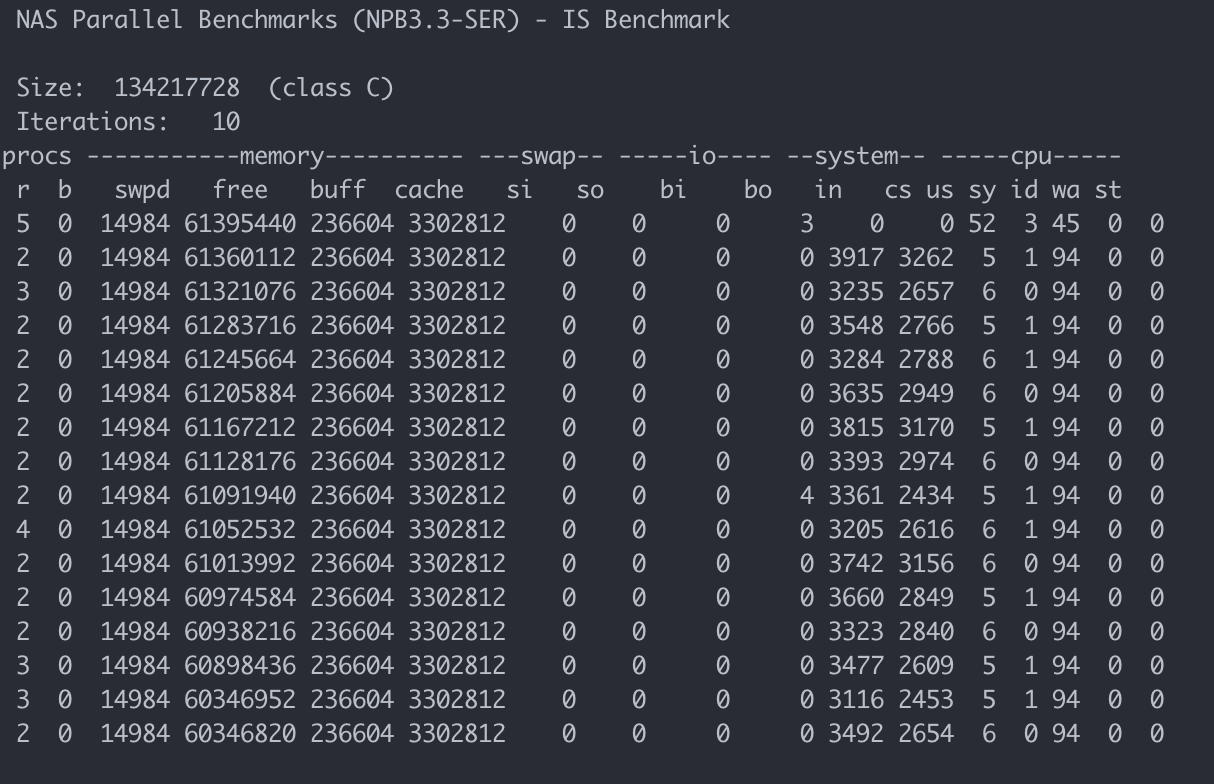 NAS Parallel Benchmarks (NPB3.3-SER) - IS Benchmark
Size:  134217728  (class C)
Iterations:   10
procs -----------memory---------- ---swap-- -----io---- --system-- -----cpu-----
 r  b   swpd   free   buff  cache   si   so    bi    bo   in   cs us sy id wa st
 5  0  14984 61395440 236604 3302812    0    0     0     3    0    0 52  3 45  0  0
 2  0  14984 61360112 236604 3302812    0    0     0     0 3917 3262  5  1 94  0  0
 3  0  14984 61321076 236604 3302812    0    0     0     0 3235 2657  6  0 94  0  0
 2  0  14984 61283716 236604 3302812    0    0     0     0 3548 2766  5  1 94  0  0
 2  0  14984 61245664 236604 3302812    0    0     0     0 3284 2788  6  1 94  0  0
 2  0  14984 61205884 236604 3302812    0    0     0     0 3635 2949  6  0 94  0  0
 2  0  14984 61167212 236604 3302812    0    0     0     0 3815 3170  5  1 94  0  0
 2  0  14984 61128176 236604 3302812    0    0     0     0 3393 2974  6  0 94  0  0
 2  0  14984 61091940 236604 3302812    0    0     0     4 3361 2434  5  1 94  0  0
 4  0  14984 61052532 236604 3302812    0    0     0     0 3205 2616  6  1 94  0  0
 2  0  14984 61013992 236604 3302812    0    0     0     0 3742 3156  6  0 94  0  0
 2  0  14984 60974584 236604 3302812    0    0     0     0 3660 2849  5  1 94  0  0
 2  0  14984 60938216 236604 3302812    0    0     0     0 3323 2840  6  0 94  0  0
 3  0  14984 60898436 236604 3302812    0    0     0     0 3477 2609  5  1 94  0  0
 3  0  14984 60346952 236604 3302812    0    0     0     0 3116 2453  5  1 94  0  0
 2  0  14984 60346820 236604 3302812    0    0     0     0 3492 2654  6  0 94  0  0